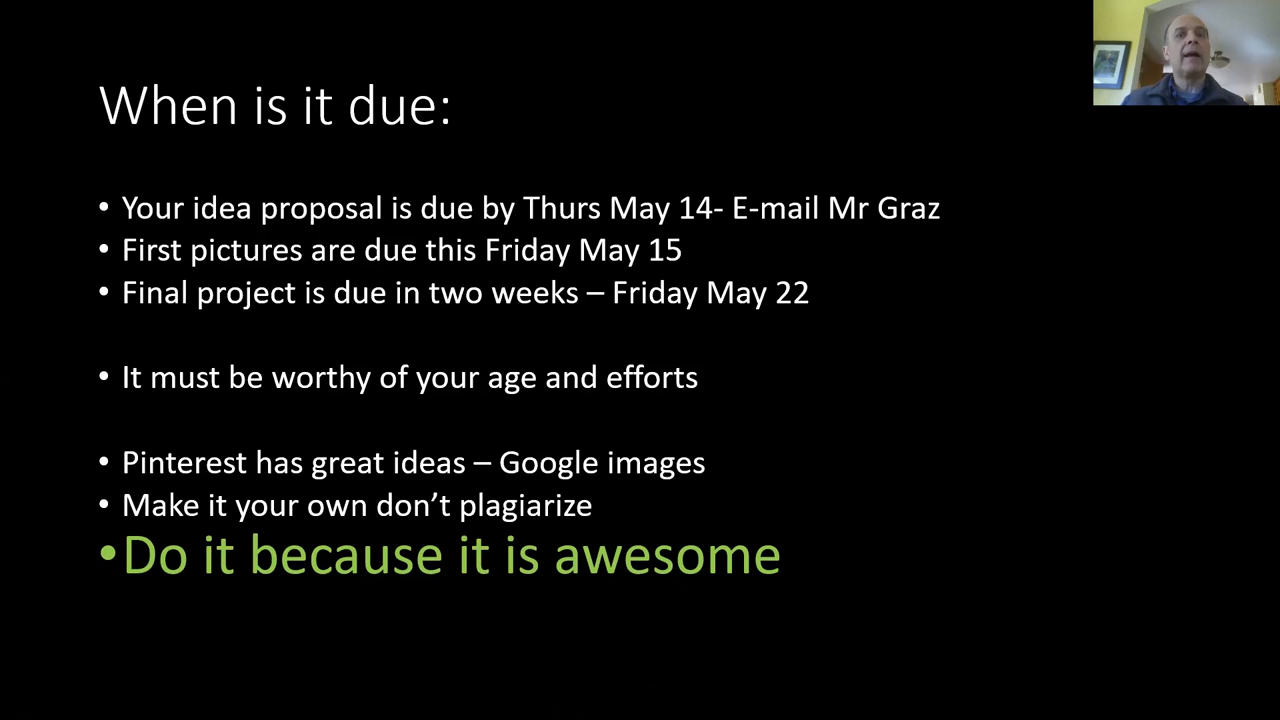 When is it due:
• Your idea proposal is due by Thurs May 14- E-mail Mr Graz
• First pictures are due this Friday May 15
• Final project is due in two weeks – Friday May 22
• It must be worthy of your age and efforts
• Pinterest has great ideas – Google images
• Make it your own don’t plagiarize
• Do it because it is awesome